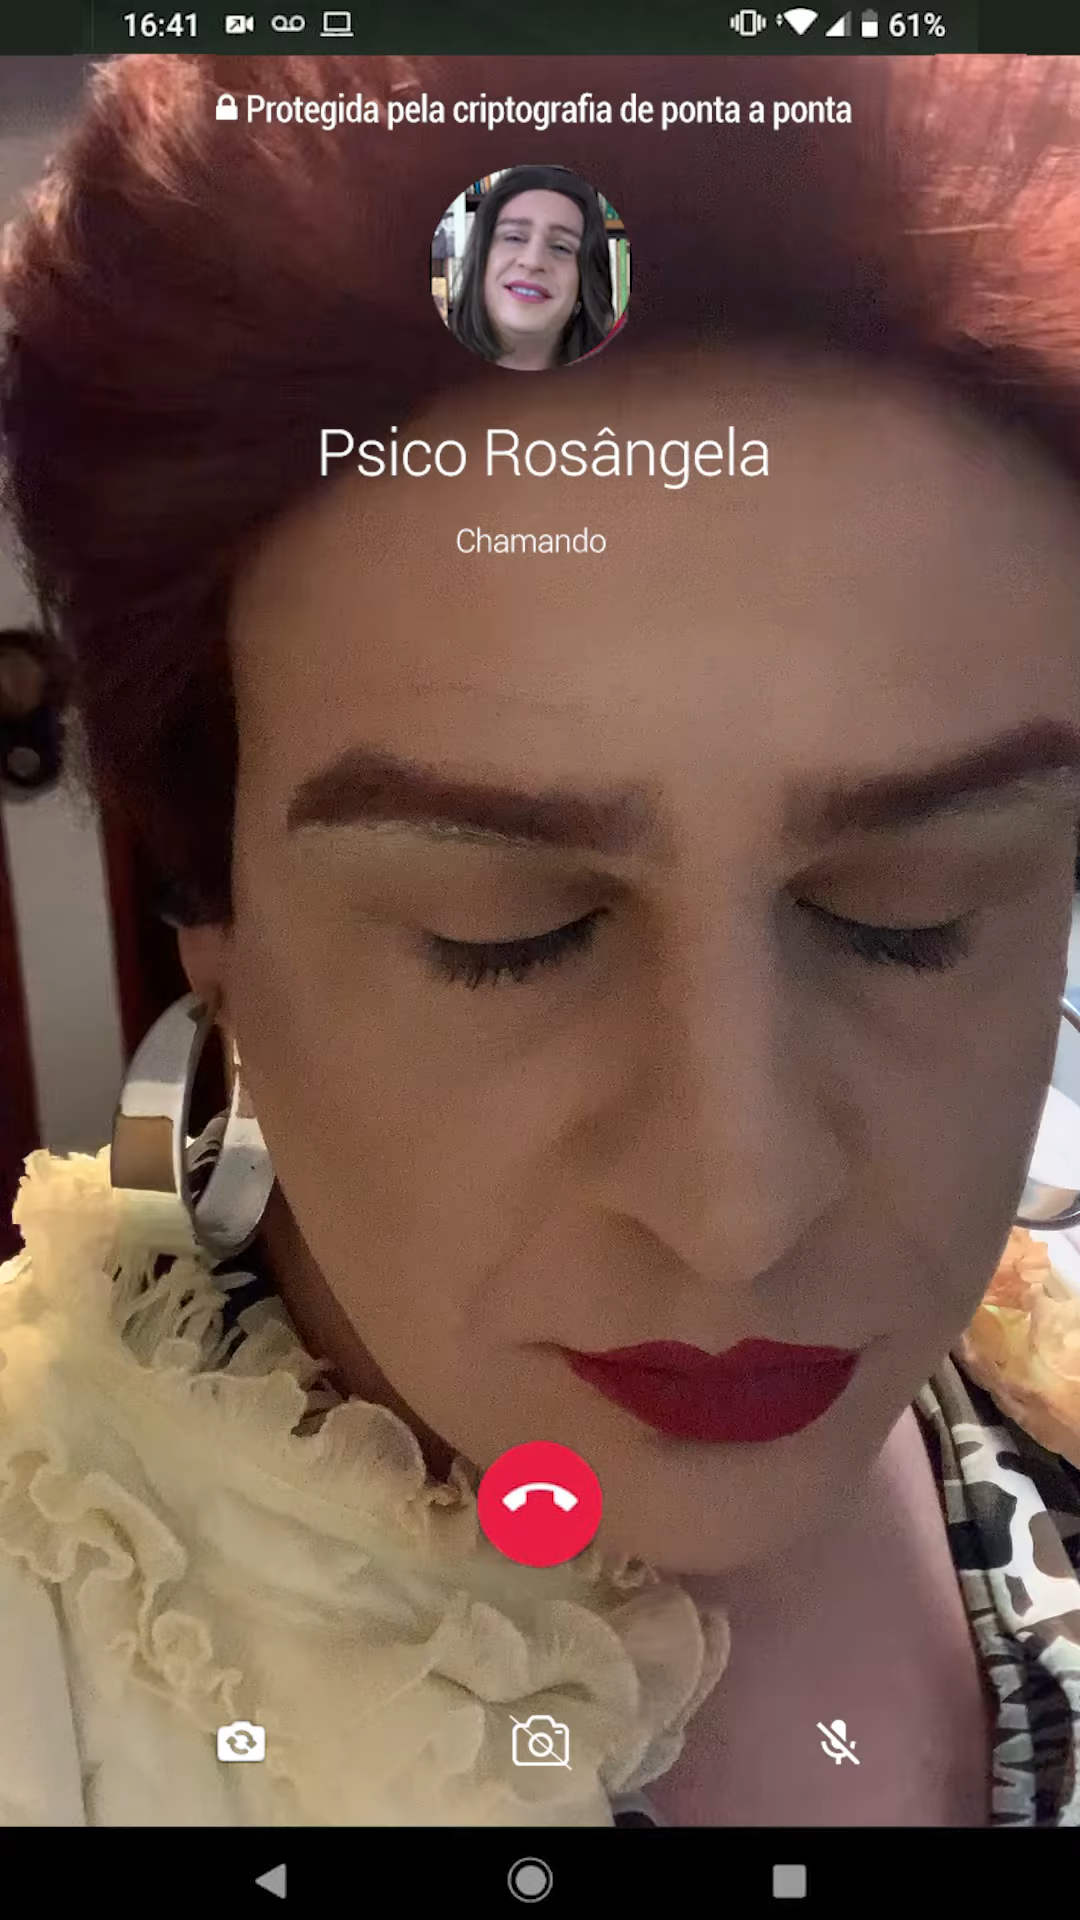 16:41
61%
Protegida pela criptografia de ponta a ponta
Psico Rosângela
Chamando